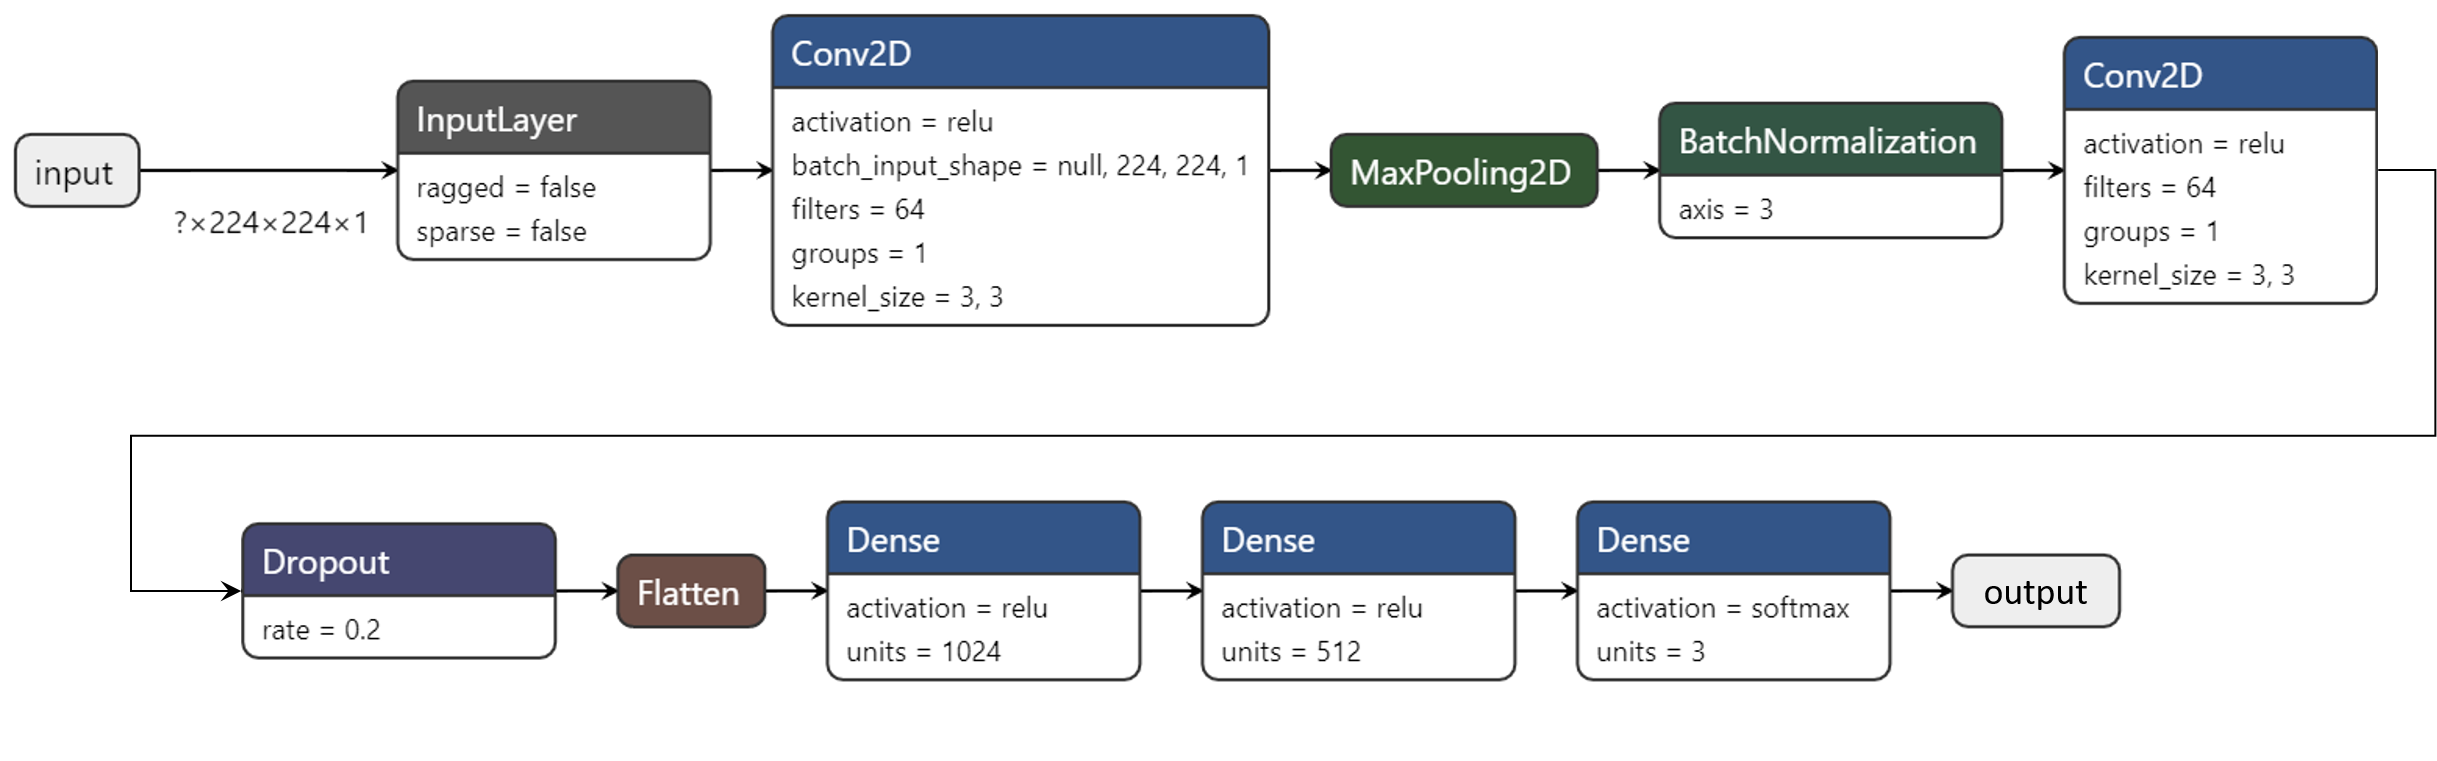 input
?×224×224×1
InputLayer
ragged = false
sparse = false
Conv2D
activation = relu
batch_input_shape = null, 224, 224, 1
filters = 64
groups = 1
kernel_size = 3, 3
MaxPooling2D
BatchNormalization
axis = 3
Conv2D
activation = relu
filters = 64
groups = 1
kernel_size = 3, 3
Dropout
rate = 0.2
Flatten
Dense
activation = relu
units = 1024
Dense
activation = relu
units = 512
Dense
activation = softmax
units = 3
output